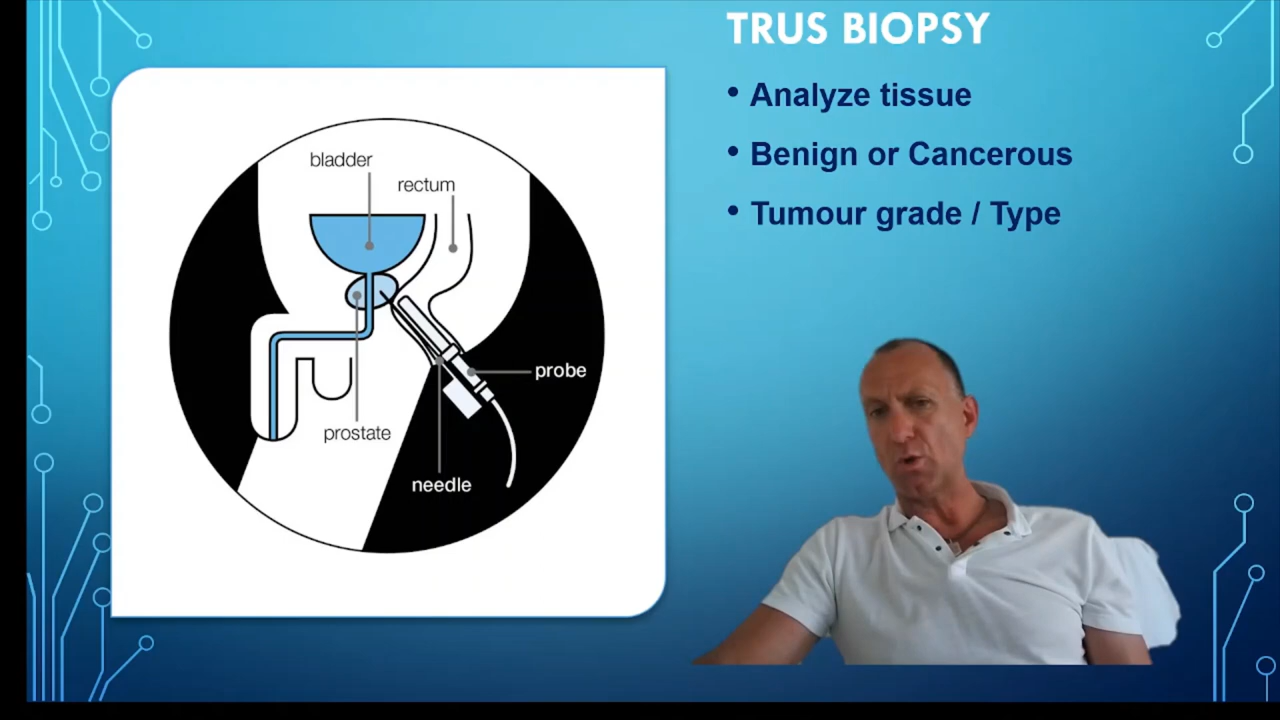 TRUS BIOPSY
• Analyze tissue
• Benign or Cancerous
• Tumour grade / Type
bladder
rectum
probe
prostate
needle